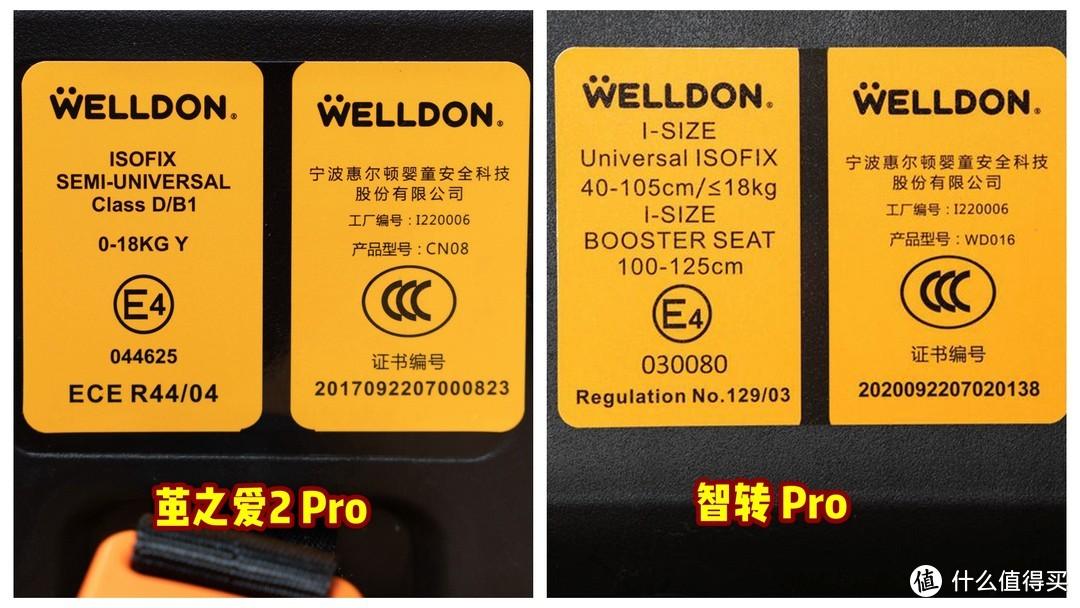 WELLDON®
ISOFIX
SEMI-UNIVERSAL
Class D/B1
0-18KG Y
E4
044625
ECE R44/04
WELLDON®
宁波惠尔顿婴童安全科技
股份有限公司
工厂编号：I220006
产品型号：CN08
CCC
证书编号
2017092207000823
茧之爱2 Pro
WELLDON®
I-SIZE
Universal ISOFIX
40-105cm/≤18kg
I-SIZE
BOOSTER SEAT
100-125cm
E4
030080
Regulation No.129/03
WELLDON®
宁波惠尔顿婴童安全科技
股份有限公司
工厂编号：I220006
产品型号：WD016
CCC
证书编号
2020092207020138
智转 Pro
值 什么值得买